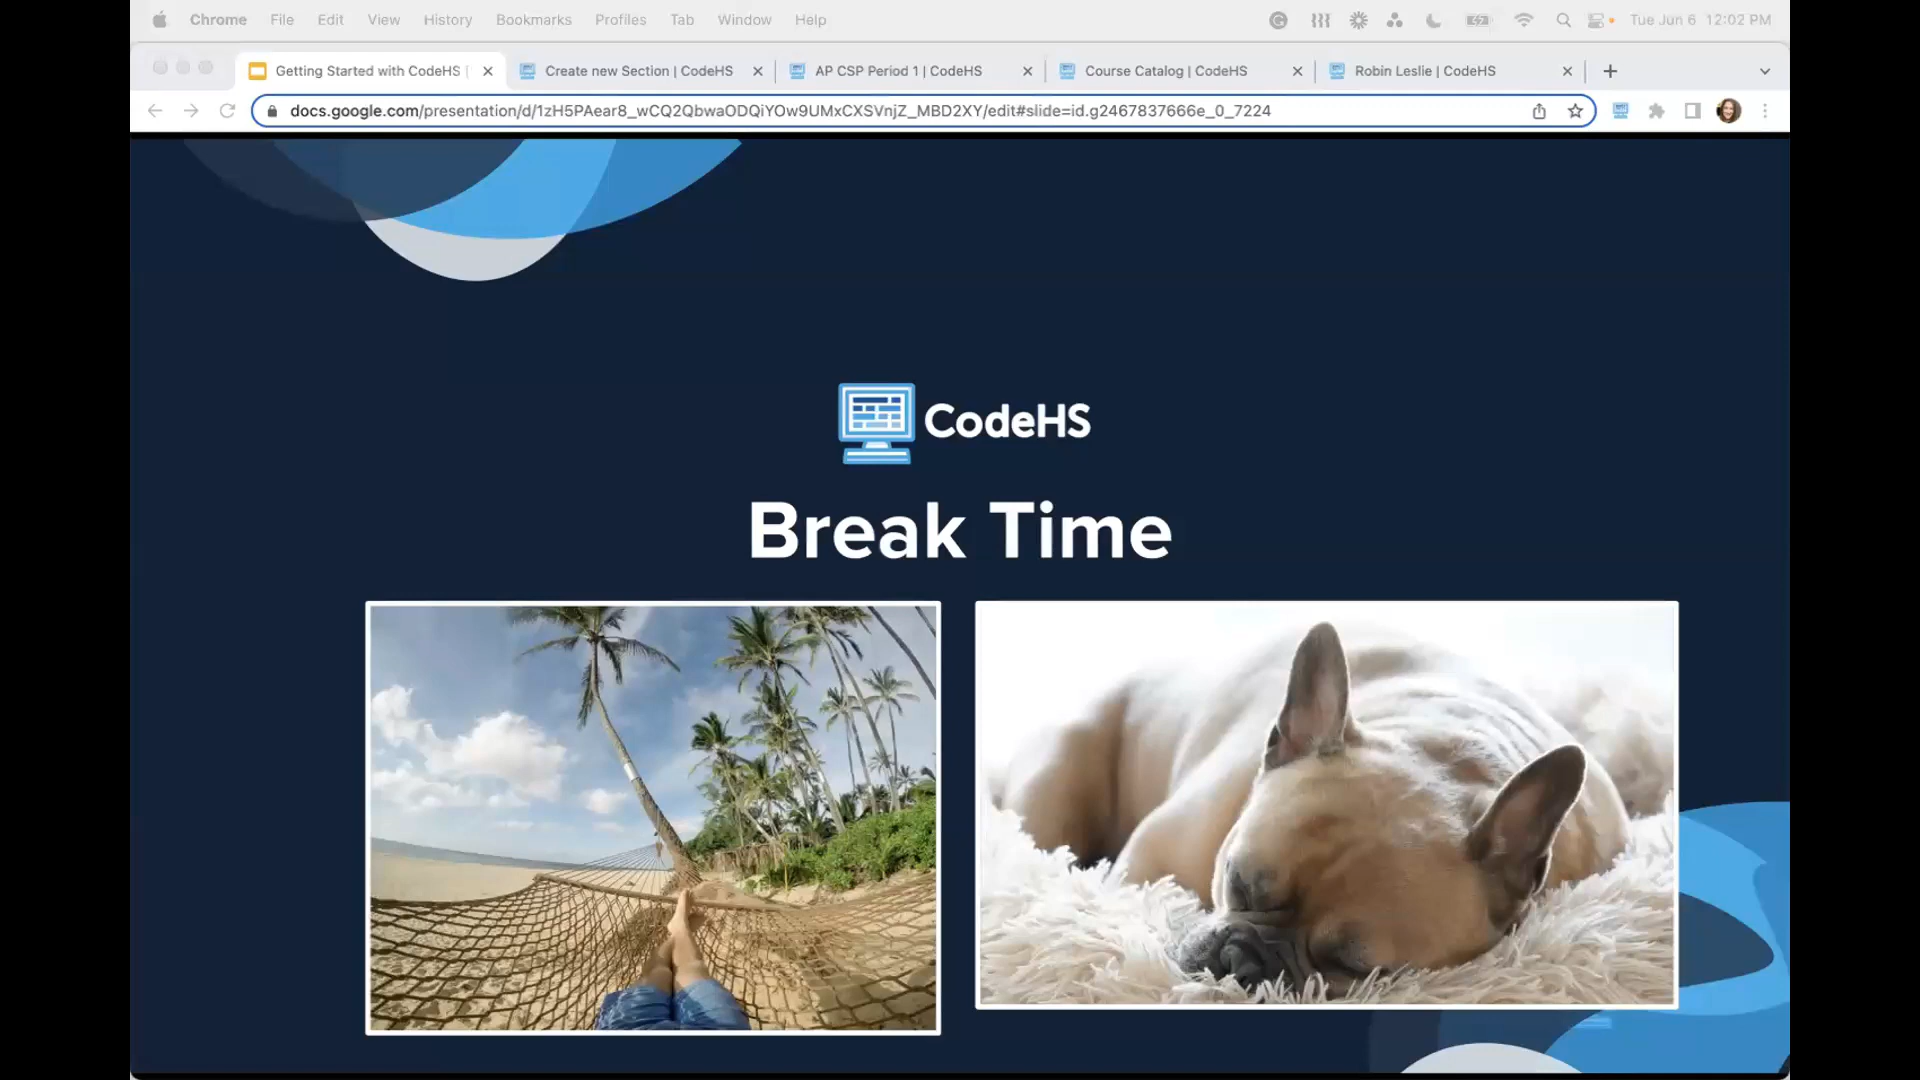 Chrome File Edit View History Bookmarks Profiles Tab Window Help Tue Jun 6 12:02 PM
Getting Started with CodeHS Create new Section | CodeHS AP CSP Period 1 | CodeHS Course Catalog | CodeHS Robin Leslie | CodeHS
docs.google.com/presentation/d/1zH5PAear8_wCQ2QbwaODQiYOw9UMxCXSVnjZ_MBD2XY/edit#slide=id.g2467837666e_0_7224
CodeHS
Break Time